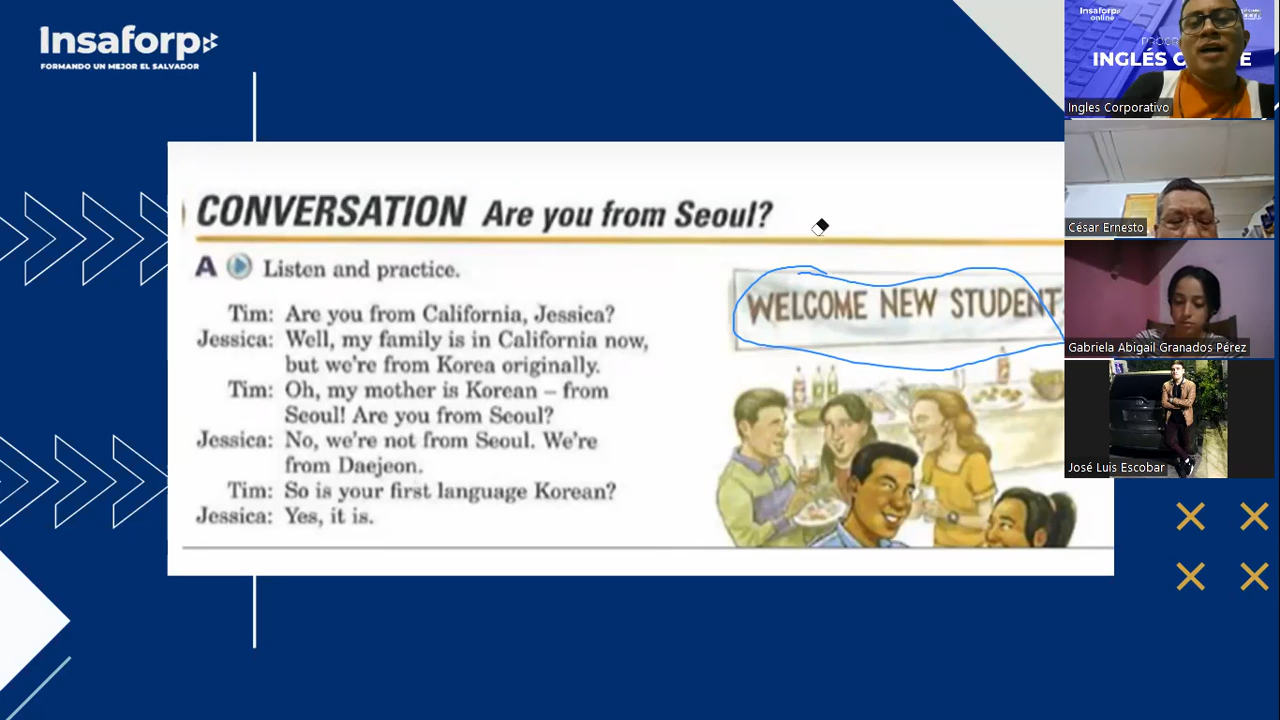 Insaforp
FORMANDO UN MEJOR EL SALVADOR
CONVERSATION Are you from Seoul?
A Listen and practice.
Tim: Are you from California, Jessica?
Jessica: Well, my family is in California now,
but we're from Korea originally.
Tim: Oh, my mother is Korean – from
Seoul! Are you from Seoul?
Jessica: No, we're not from Seoul. We're
from Daejeon.
Tim: So is your first language Korean?
Jessica: Yes, it is.
WELCOME NEW STUDENT
Insaforp
online
INGLÉS
Ingles Corporativo
César Ernesto
Gabriela Abigail Granados Pérez
José Luis Escobar